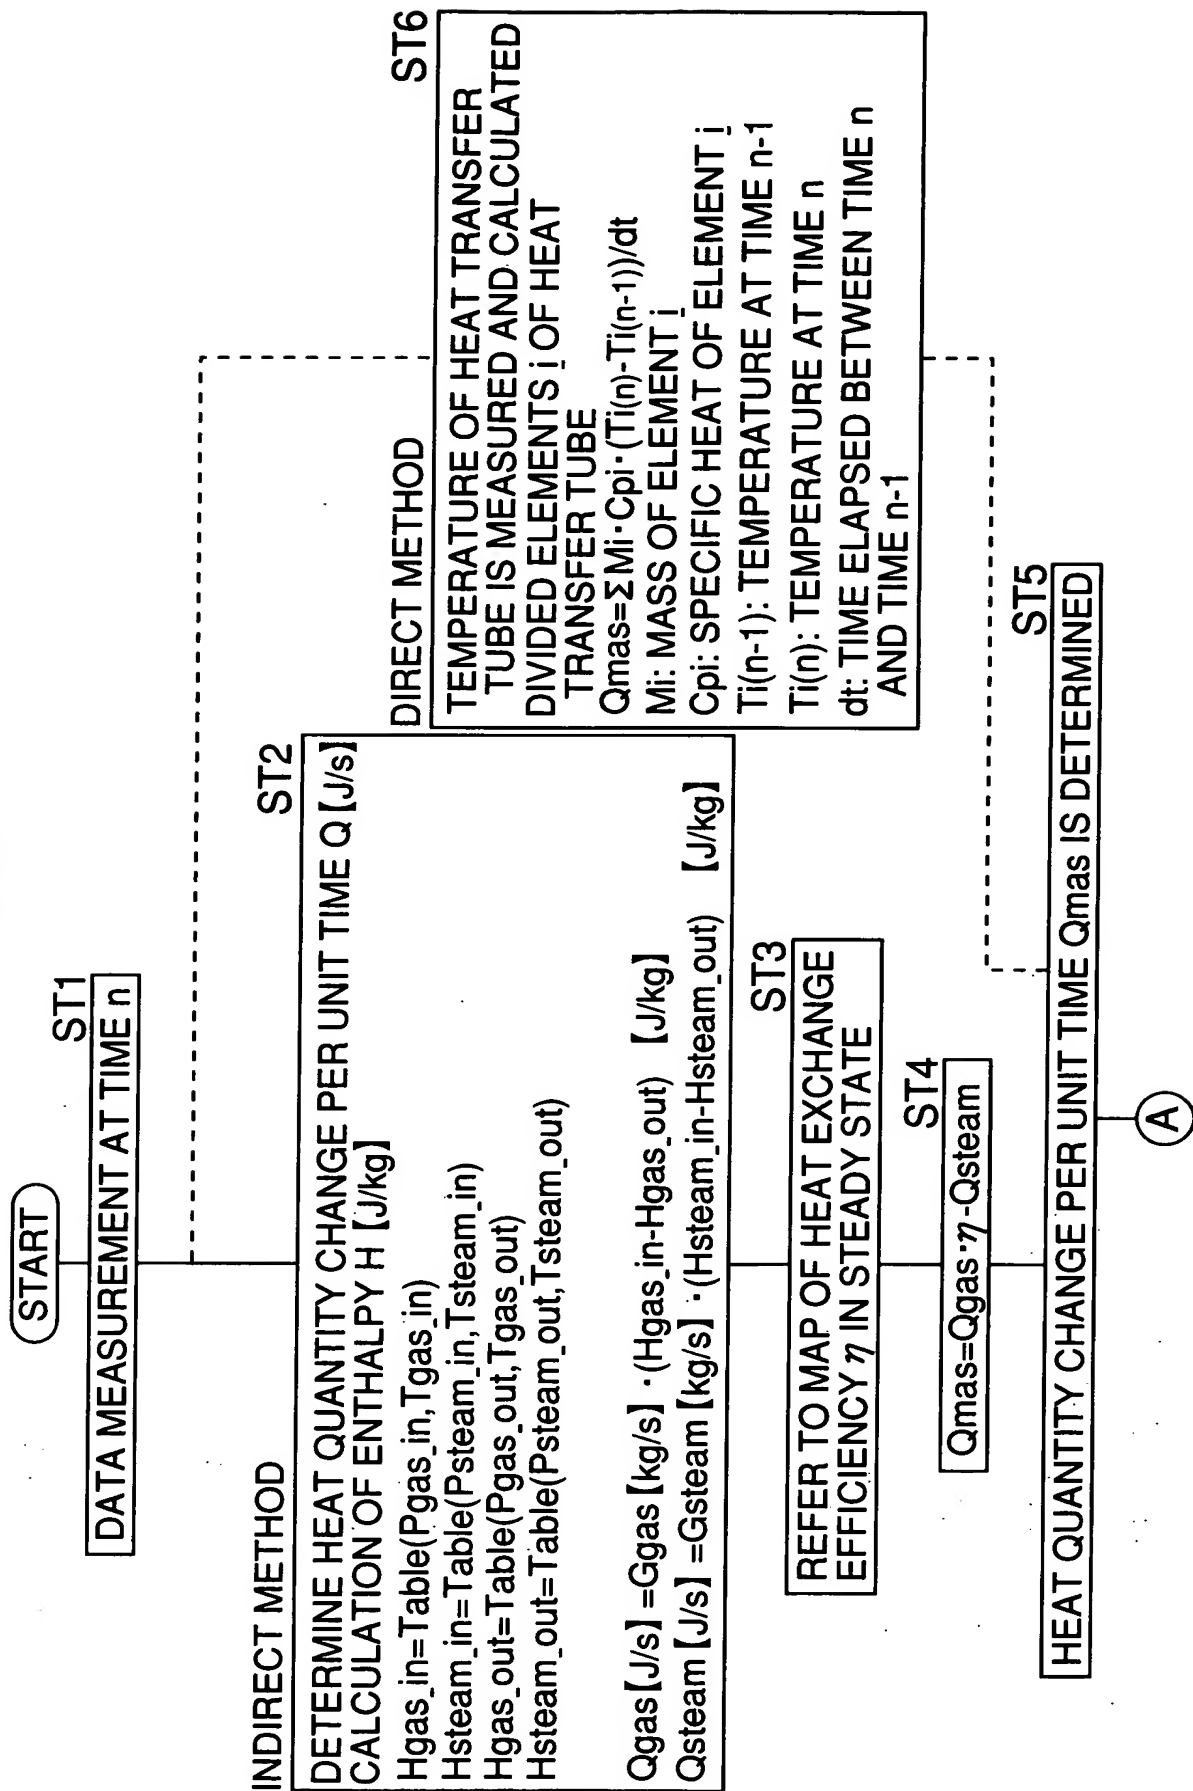 START
ST1
DATA MEASUREMENT AT TIME n
INDIRECT METHOD
ST2
DETERMINE HEAT QUANTITY CHANGE PER UNIT TIME Q【J/s】
CALCULATION OF ENTHALPY H【J/kg】
Hgas_in=Table(Pgas_in,Tgas_in)
Hsteam_in=Table(Psteam_in,Tsteam_in)
Hgas_out=Table(Pgas_out,Tgas_out)
Hsteam_out=Table(Psteam_out,Tsteam_out)
Qgas【J/s】=Ggas【kg/s】·(Hgas_in-Hgas_out)【J/kg】
Qsteam【J/s】=Gsteam【kg/s】·(Hsteam_in-Hsteam_out)【J/kg】
ST3
REFER TO MAP OF HEAT EXCHANGE
EFFICIENCY η IN STEADY STATE
ST4
Qmas=Qgas·η-Qsteam
ST5
HEAT QUANTITY CHANGE PER UNIT TIME Qmas IS DETERMINED
A
DIRECT METHOD
ST6
TEMPERATURE OF HEAT TRANSFER
TUBE IS MEASURED AND CALCULATED
DIVIDED ELEMENTS i OF HEAT
TRANSFER TUBE
Qmas=ΣMi·Cpi·(Ti(n)-Ti(n-1))/dt
Mi: MASS OF ELEMENT i
Cpi: SPECIFIC HEAT OF ELEMENT i
Ti(n-1): TEMPERATURE AT TIME n-1
Ti(n): TEMPERATURE AT TIME n
dt: TIME ELAPSED BETWEEN TIME n
AND TIME n-1